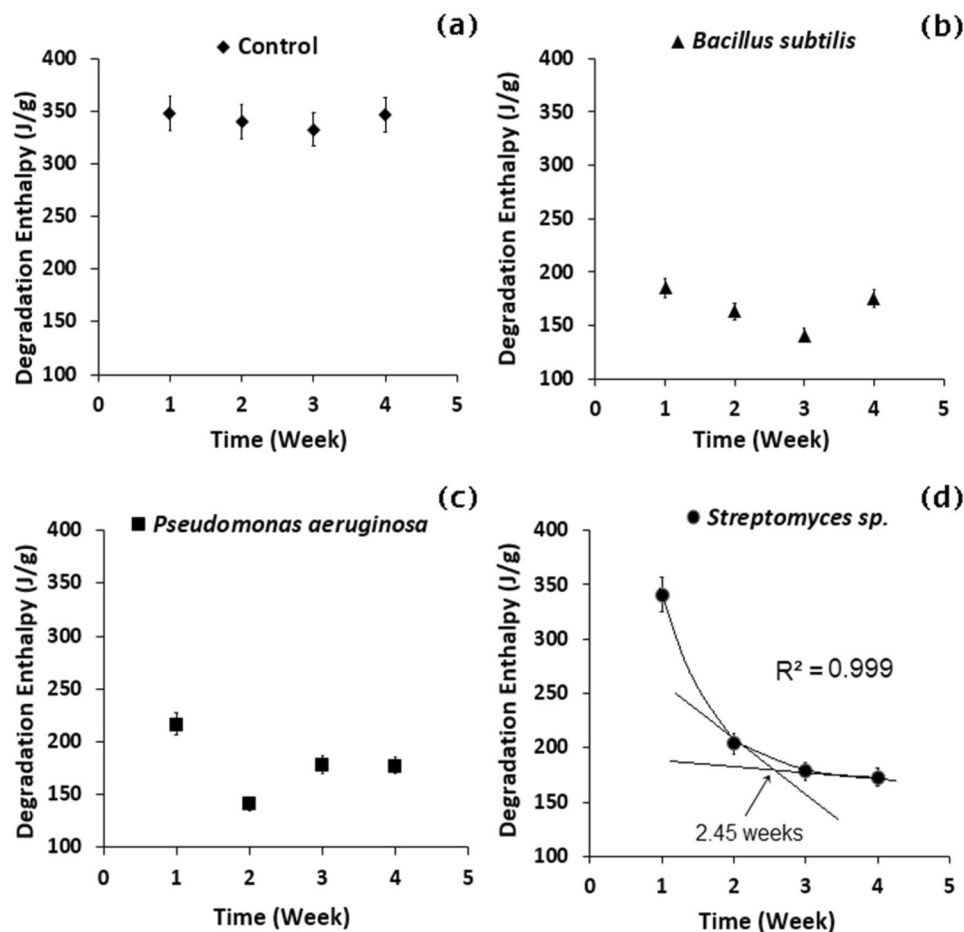 (a)
◆ Control
Degradation Enthalpy (J/g)
400
350
300
250
200
150
100
0 1 2 3 4 5
Time (Week)
(b)
▲ Bacillus subtilis
Degradation Enthalpy (J/g)
400
350
300
250
200
150
100
0 1 2 3 4 5
Time (Week)
(c)
■ Pseudomonas aeruginosa
Degradation Enthalpy (J/g)
400
350
300
250
200
150
100
0 1 2 3 4 5
Time (Week)
(d)
● Streptomyces sp.
Degradation Enthalpy (J/g)
400
350
300
250
200
150
100
R² = 0.999
2.45 weeks
0 1 2 3 4 5
Time (Week)